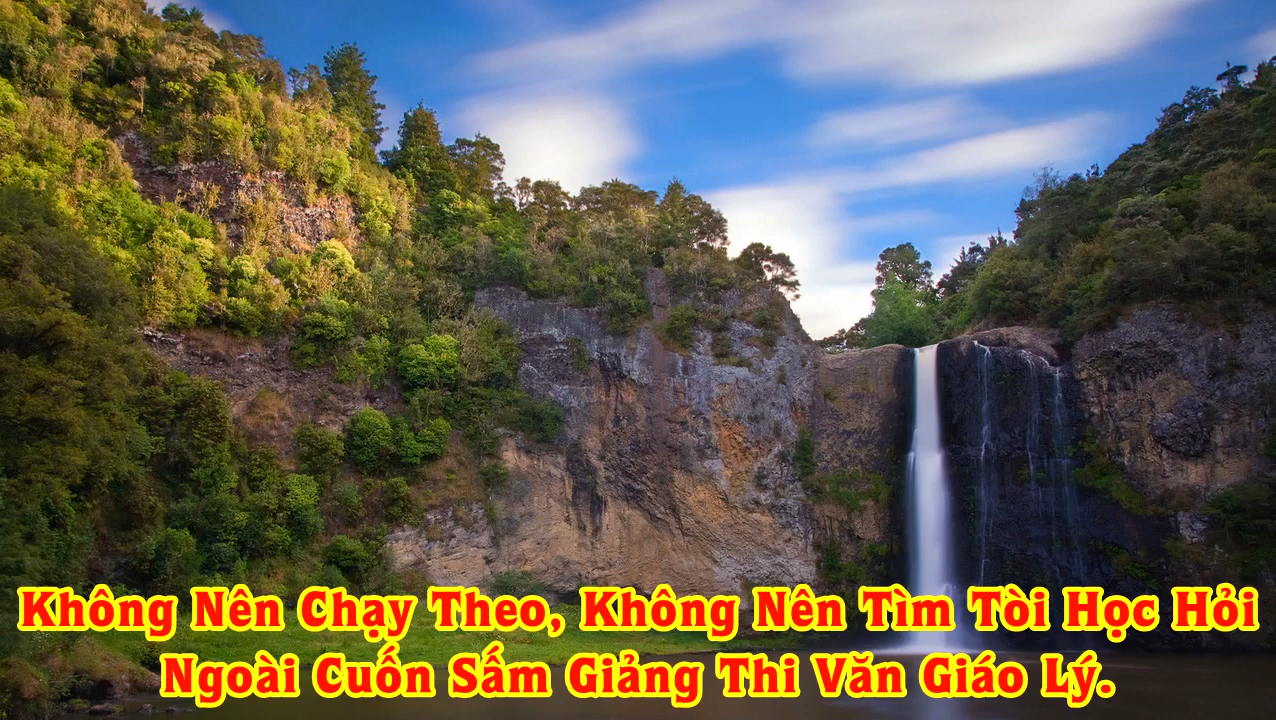 Không Nên Chạy Theo, Không Nên Tìm Tòi Học Hỏi
Ngoài Cuốn Sấm Giảng Thi Văn Giáo Lý.